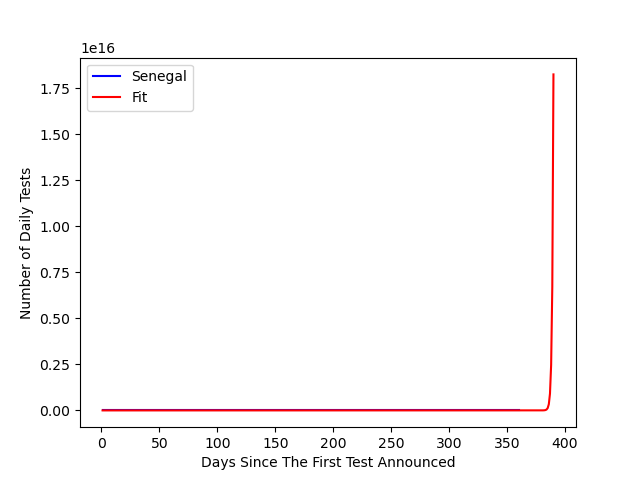 1e16
Senegal
Fit
1.75
1.50
1.25
1.00
0.75
0.50
0.25
0.00
Number of Daily Tests
0 50 100 150 200 250 300 350 400
Days Since The First Test Announced